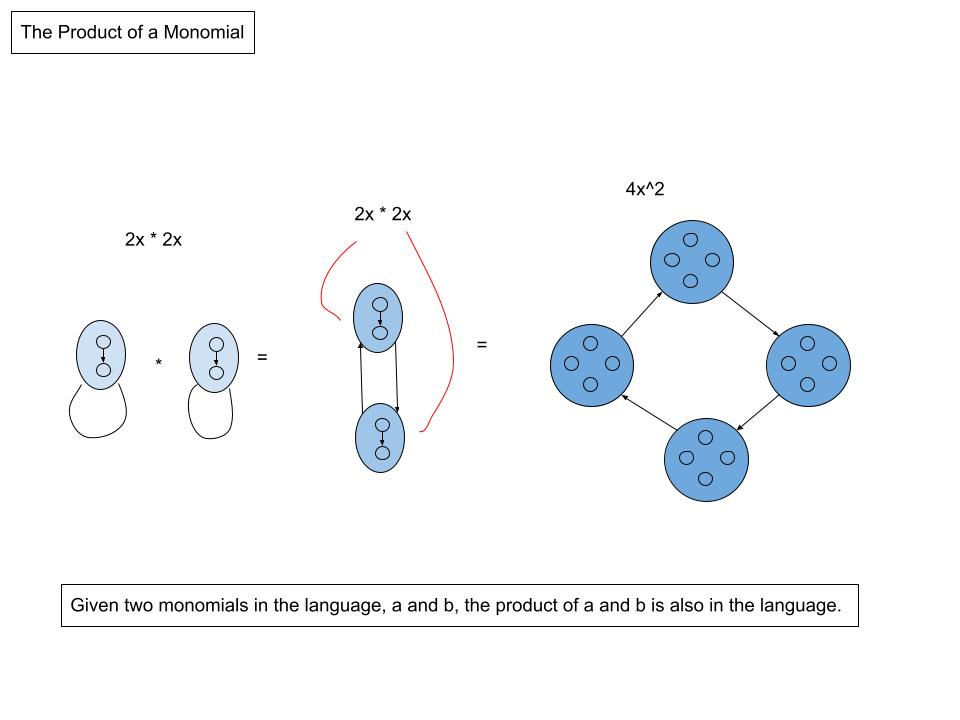 The Product of a Monomial
4x^2
2x * 2x
2x * 2x
*
=
=
Given two monomials in the language, a and b, the product of a and b is also in the language.